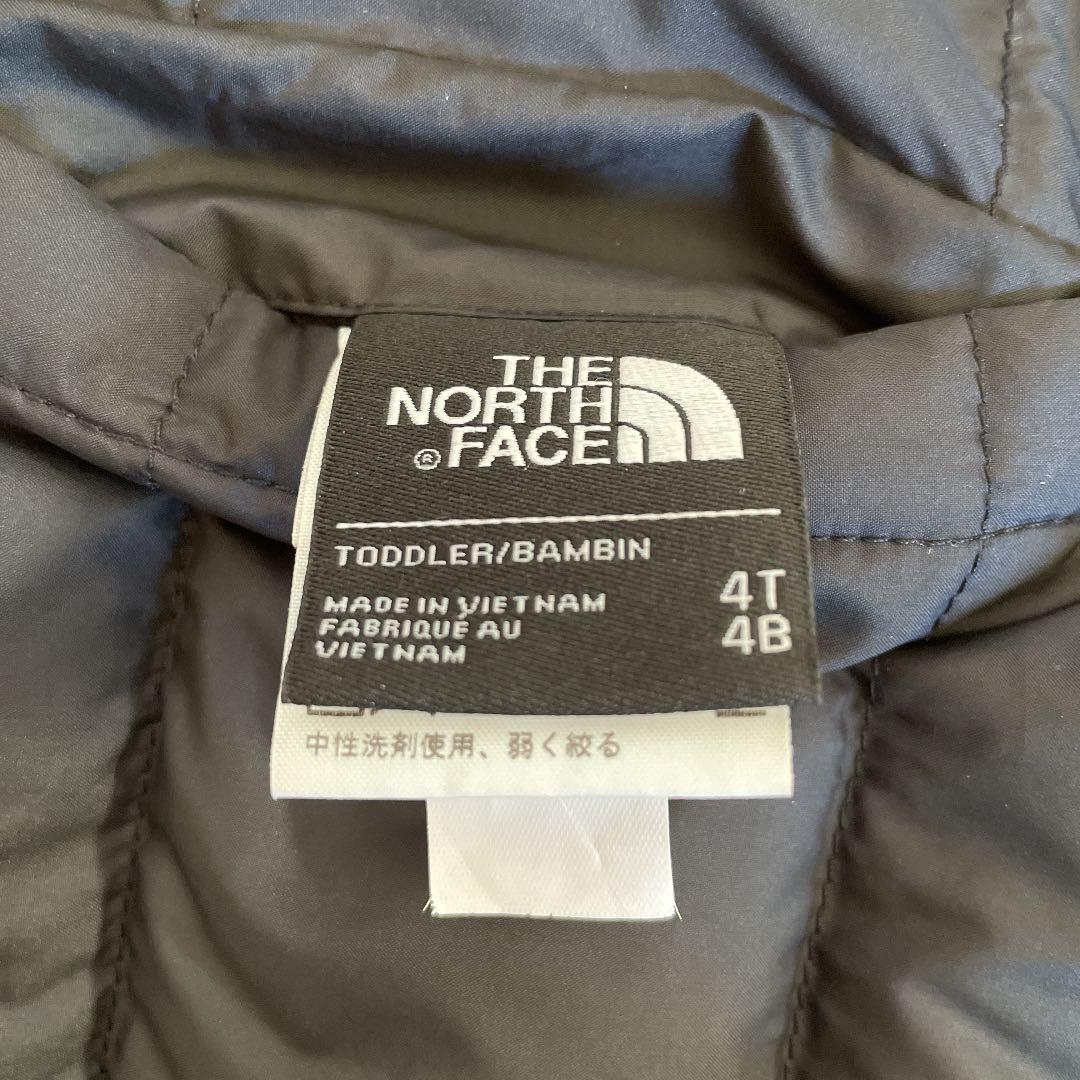 THE
NORTH
® FACE
TODDLER/BAMBIN
MADE IN VIETNAM 4T
FABRIQUÉ AU 4B
VIETNAM
中性洗剤使用、弱く絞る